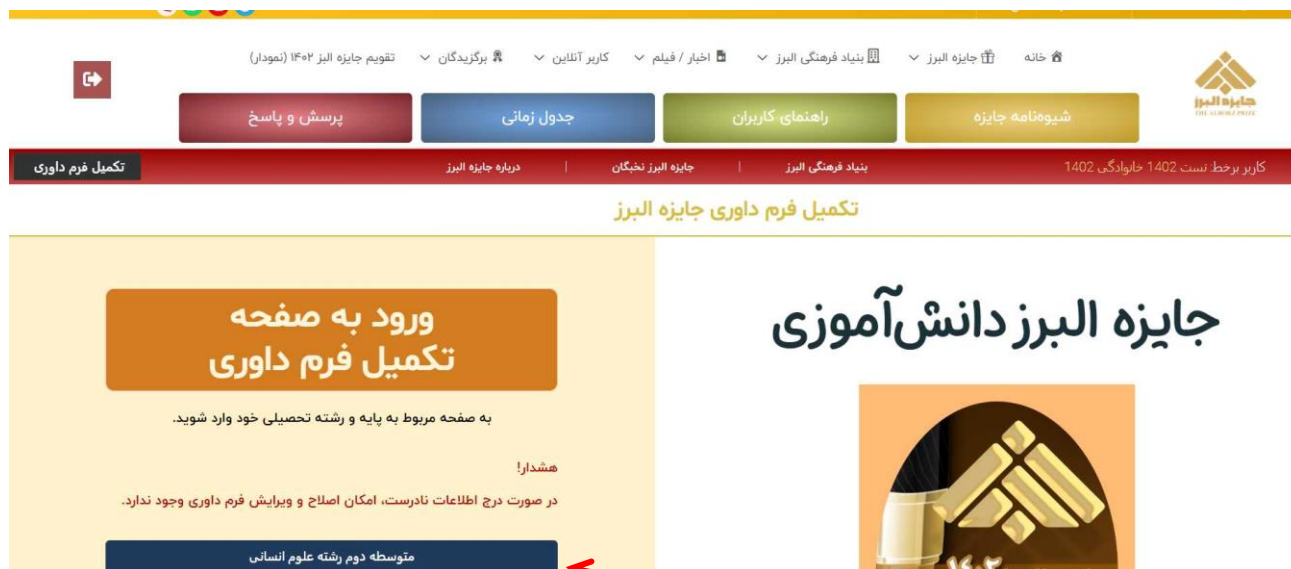 خانه
جایزه البرز
بنیاد فرهنگی البرز
اخبار / فیلم
کاربر آنلاین
برگزیدگان
تقویم جایزه البز ۱۴۰۲ (نمودار)
جایزه البرز
THE ALBORZ PRIZE
شیوه‌نامه جایزه
راهنمای کاربران
جدول زمانی
پرسش و پاسخ
کاربر برخط: تست 1402 خانوادگی 1402
بنیاد فرهنگی البرز | جایزه البرز نخبگان | درباره جایزه البرز
تکمیل فرم داوری
تکمیل فرم داوری جایزه البرز
جایزه البرز دانش‌آموزی
ورود به صفحه
تکمیل فرم داوری
به صفحه مربوط به پایه و رشته تحصیلی خود وارد شوید.
هشدار!
در صورت درج اطلاعات نادرست، امکان اصلاح و ویرایش فرم داوری وجود ندارد.
متوسطه دوم رشته علوم انسانی
۱۴۰۲